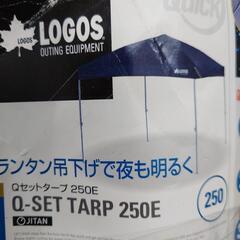 Quick
LOGOS
OUTING EQUIPMENT
ランタン吊下げで夜も明るく
Qセットタープ 250E
Q-SET TARP 250E
250
JITAN